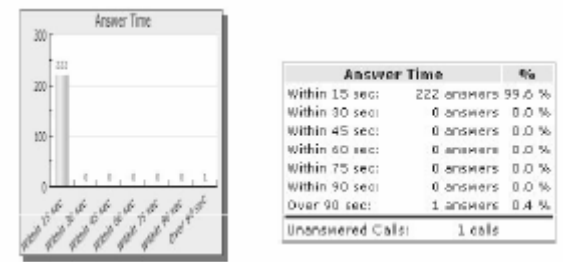 Answer Time
300
222
200
100
0
0 0 0 0 0 1
Within 15 sec
Within 30 sec
Within 45 sec
Within 60 sec
Within 75 sec
Within 90 sec
Over 90 sec
Answer Time %
Within 15 sec: 222 answers 99.6 %
Within 30 sec: 0 answers 0.0 %
Within 45 sec: 0 answers 0.0 %
Within 60 sec: 0 answers 0.0 %
Within 75 sec: 0 answers 0.0 %
Within 90 sec: 0 answers 0.0 %
Over 90 sec: 1 answers 0.4 %
Unanswered Calls: 1 calls